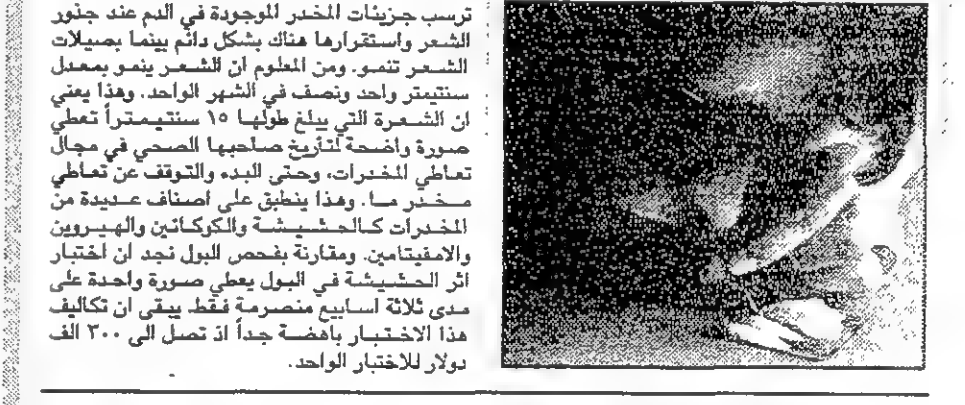 ترسب جزيئات المخدر الموجودة في الدم عند جذور
الشعر واستقرارها هناك بشكل دائم بينما بصيلات
الشعر تنمو. ومن المعلوم ان الشعر ينمو بمعدل
سنتيمتر واحد ونصف في الشهر الواحد. وهذا يعني
ان الشعرة التي يبلغ طولها ١٥ سنتيمتراً تعطي
صورة واضحة لتاريخ صاحبها الصحي في مجال
تعاطي المخدرات، وحتى البدء والتوقف عن تعاطي
مخدر ما. وهذا ينطبق على اصناف عديدة من
المخدرات كالحشيشة والكوكائين والهيروين
والامفيتامين. ومقارنة بفحص البول نجد ان اختبار
اثر الحشيشة في البول يعطي صورة واحدة على
مدى ثلاثة اسابيع منصرمة فقط يبقى ان تكاليف
هذا الاختبار باهضة جداً اذ تصل الى ٣٠٠ الف
دولار للاختبار الواحد.